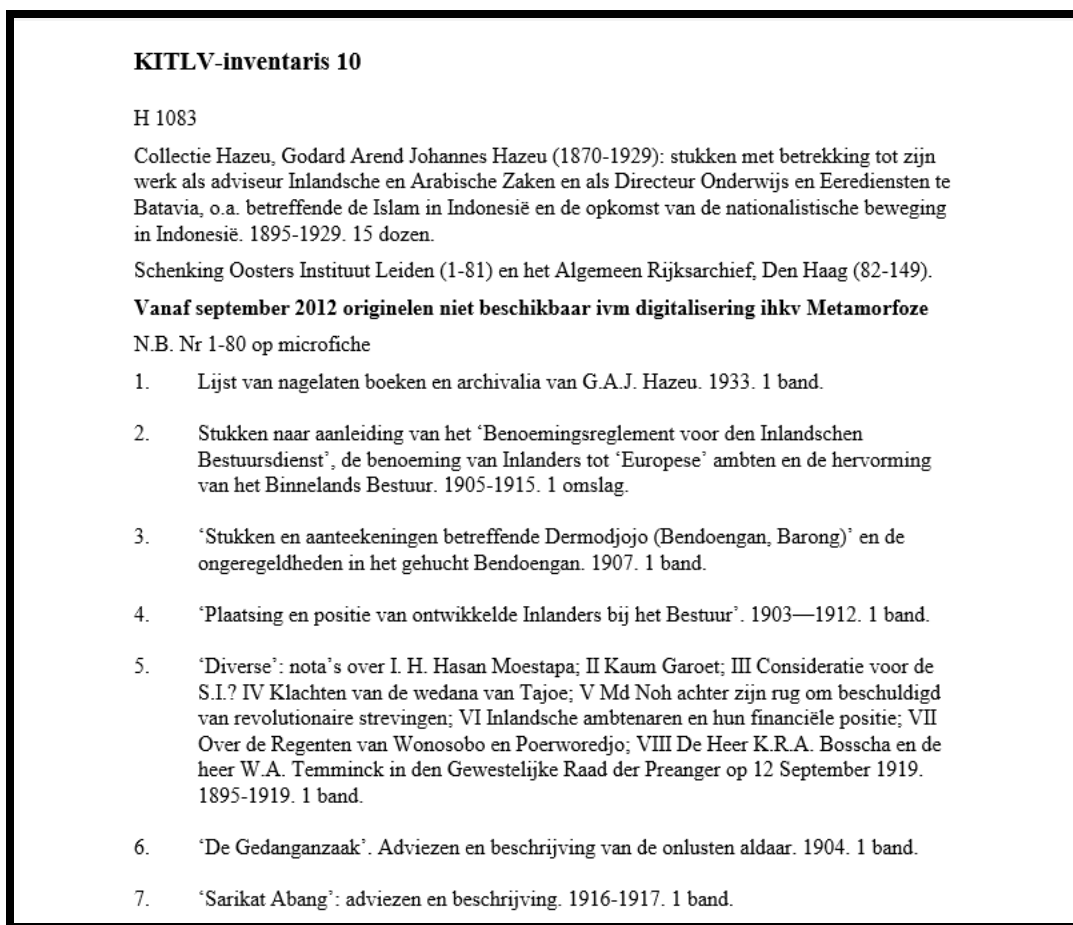 KITLV-inventaris 10
H 1083
Collectie Hazeu, Godard Arend Johannes Hazeu (1870-1929): stukken met betrekking tot zijn
werk als adviseur Inlandsche en Arabische Zaken en als Directeur Onderwijs en Eerediensten te
Batavia, o.a. betreffende de Islam in Indonesië en de opkomst van de nationalistische beweging
in Indonesië. 1895-1929. 15 dozen.
Schenking Oosters Instituut Leiden (1-81) en het Algemeen Rijksarchief, Den Haag (82-149).
Vanaf september 2012 originelen niet beschikbaar ivm digitalisering ihkv Metamorfoze
N.B. Nr 1-80 op microfiche
1. Lijst van nagelaten boeken en archivalia van G.A.J. Hazeu. 1933. 1 band.
2. Stukken naar aanleiding van het ‘Benoemingsreglement voor den Inlandschen
Bestuursdienst’, de benoeming van Inlanders tot ‘Europese’ ambten en de hervorming
van het Binnelands Bestuur. 1905-1915. 1 omslag.
3. ‘Stukken en aanteekeningen betreffende Dermodjojo (Bendoengan, Barong)’ en de
ongeregeldheden in het gehucht Bendoengan. 1907. 1 band.
4. ‘Plaatsing en positie van ontwikkelde Inlanders bij het Bestuur’. 1903—1912. 1 band.
5. ‘Diverse’: nota’s over I. H. Hasan Moestapa; II Kaum Garoet; III Consideratie voor de
S.I.? IV Klachten van de wedana van Tajoe; V Md Noh achter zijn rug om beschuldigd
van revolutionaire strevingen; VI Inlandsche ambtenaren en hun financiële positie; VII
Over de Regenten van Wonosobo en Poerworedjo; VIII De Heer K.R.A. Bosscha en de
heer W.A. Temminck in den Gewestelijke Raad der Preanger op 12 September 1919.
1895-1919. 1 band.
6. ‘De Gedanganzaak’. Adviezen en beschrijving van de onlusten aldaar. 1904. 1 band.
7. ‘Sarikat Abang’: adviezen en beschrijving. 1916-1917. 1 band.